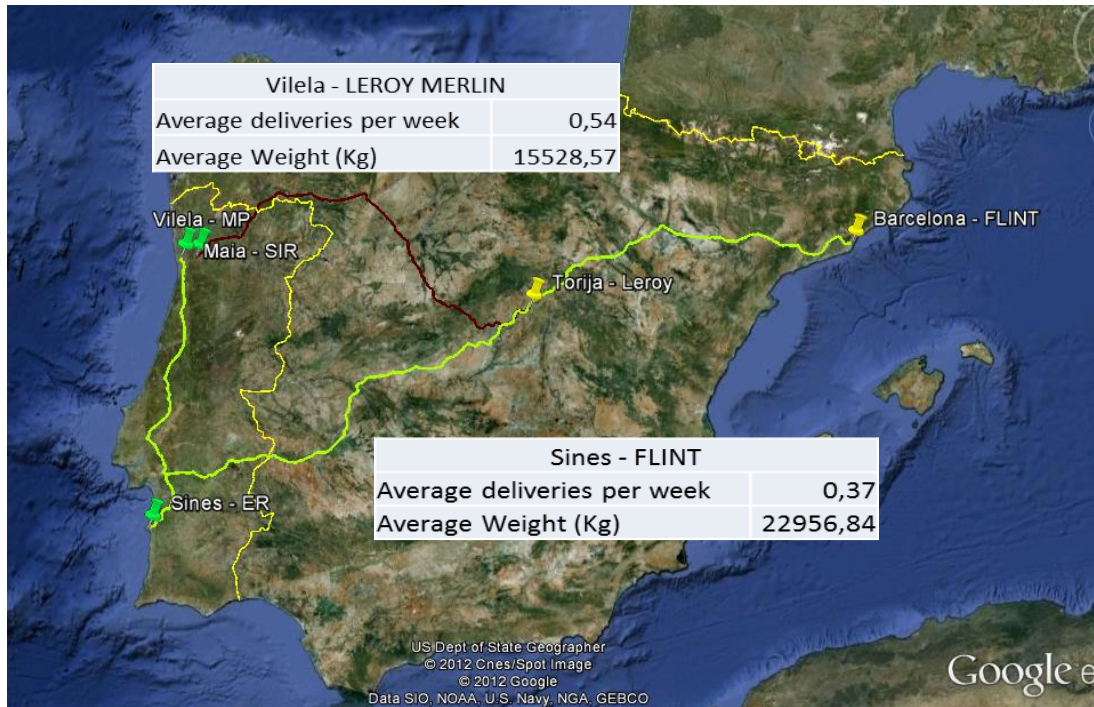 Vilela - LEROY MERLIN
Average deliveries per week 0,54
Average Weight (Kg) 15528,57
Vilela - MP
Maia - SIR
Barcelona - FLINT
Torija - Leroy
Sines - FLINT
Average deliveries per week 0,37
Average Weight (Kg) 22956,84
Sines - ER
US Dept of State Geographer
© 2012 Cnes/Spot Image
© 2012 Google
Data SIO, NOAA, U.S. Navy, NGA, GEBCO
Google e